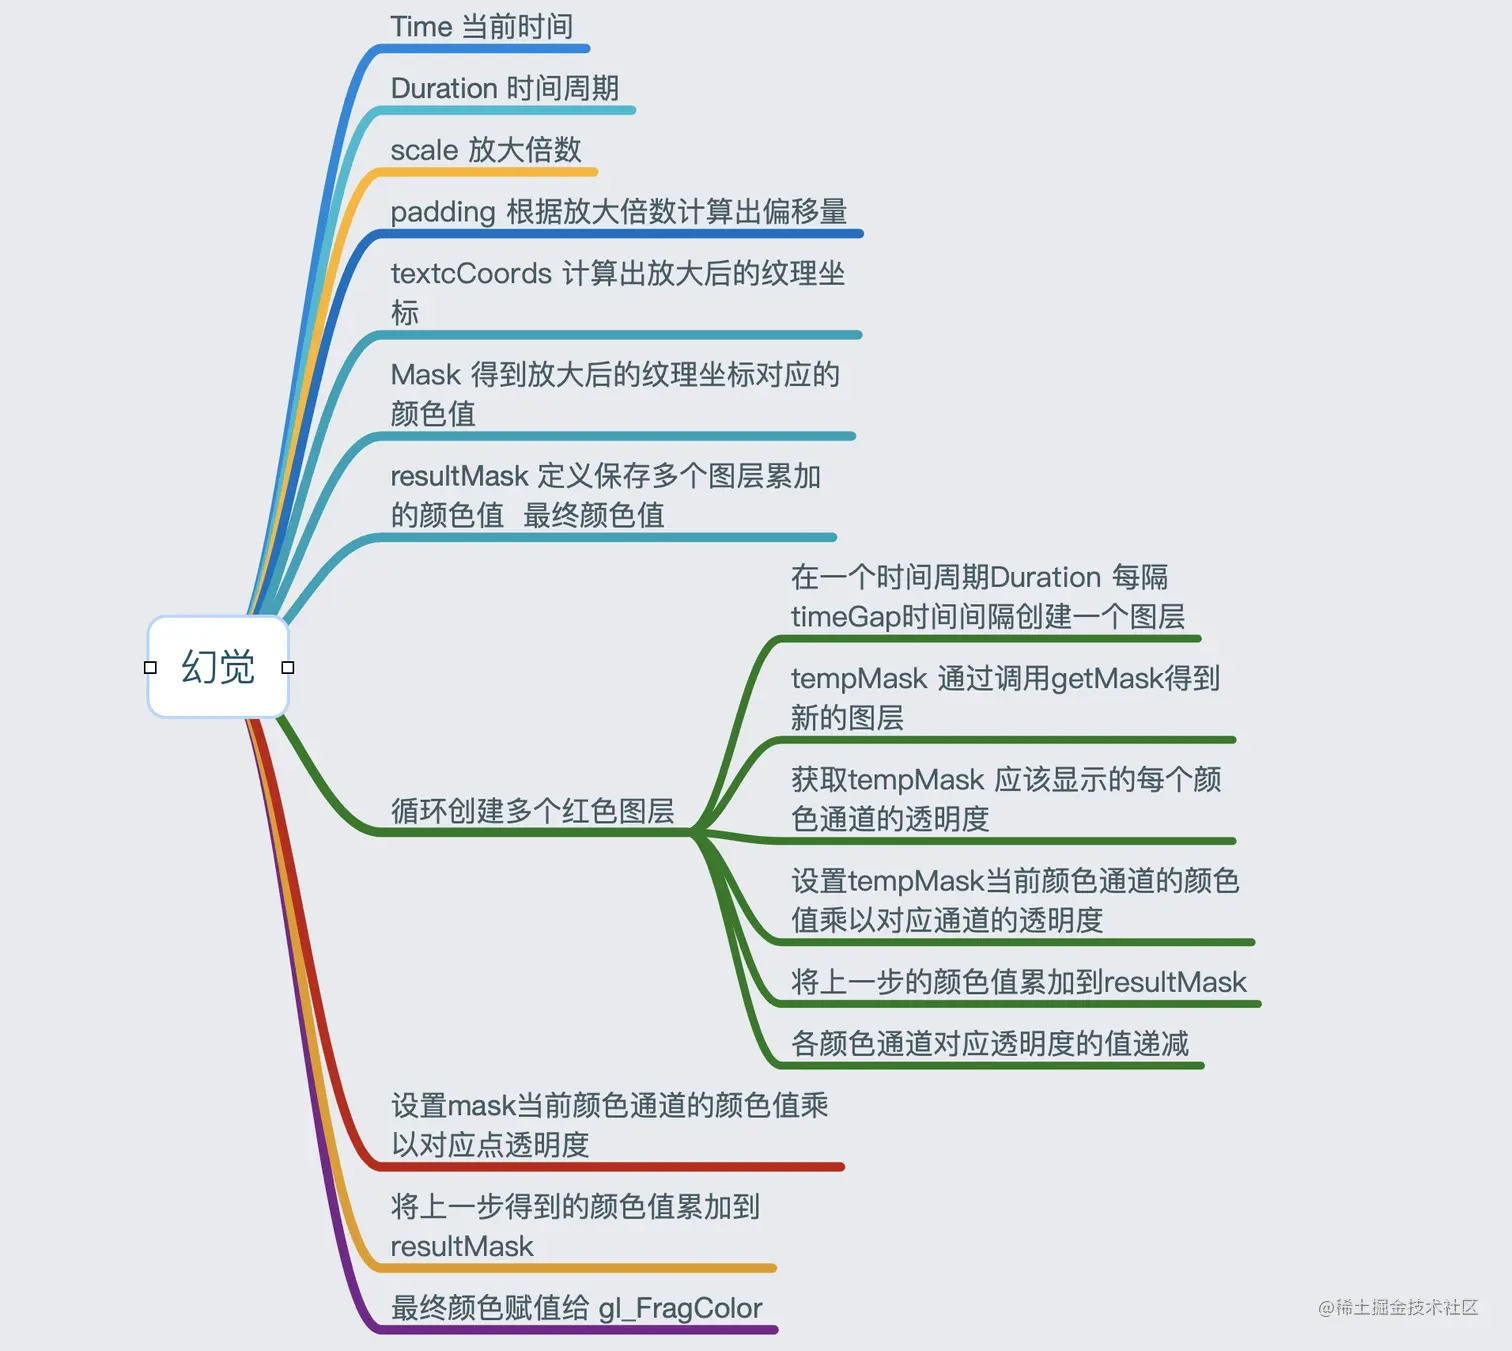 Time 当前时间
Duration 时间周期
scale 放大倍数
padding 根据放大倍数计算出偏移量
textcCoords 计算出放大后的纹理坐
标
Mask 得到放大后的纹理坐标对应的
颜色值
resultMask 定义保存多个图层累加
的颜色值  最终颜色值
幻觉
循环创建多个红色图层
在一个时间周期Duration 每隔
timeGap时间间隔创建一个图层
tempMask 通过调用getMask得到
新的图层
获取tempMask 应该显示的每个颜
色通道的透明度
设置tempMask当前颜色通道的颜色
值乘以对应通道的透明度
将上一步的颜色值累加到resultMask
各颜色通道对应透明度的值递减
设置mask当前颜色通道的颜色值乘
以对应点透明度
将上一步得到的颜色值累加到
resultMask
最终颜色赋值给 gl_FragColor
@稀土掘金技术社区